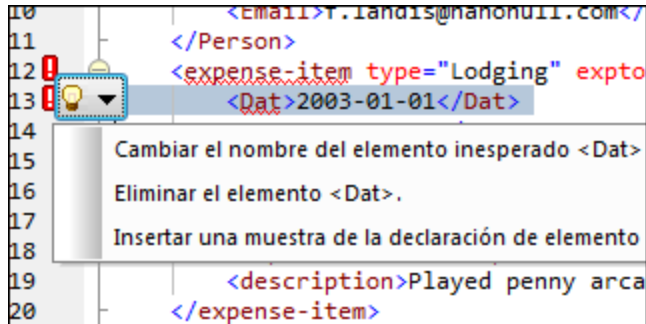 10 <Email>f.landis@nanonull.com</
11 </Person>
12 <expense-item type="Lodging" expto
13 <Dat>2003-01-01</Dat>
14
Cambiar el nombre del elemento inesperado <Dat>
15
16 Eliminar el elemento <Dat>.
17
Insertar una muestra de la declaración de elemento
18
19 <description>Played penny arca
20 </expense-item>